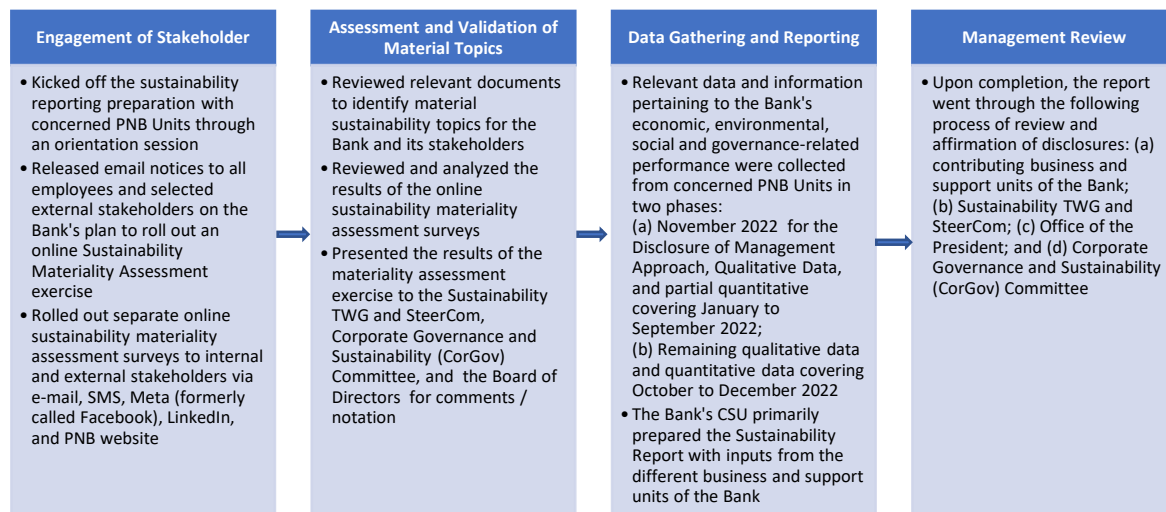 Engagement of Stakeholder
• Kicked off the sustainability
reporting preparation with
concerned PNB Units through
an orientation session
• Released email notices to all
employees and selected
external stakeholders on the
Bank's plan to roll out an
online Sustainability
Materiality Assessment
exercise
• Rolled out separate online
sustainability materiality
assessment surveys to internal
and external stakeholders via
e-mail, SMS, Meta (formerly
called Facebook), LinkedIn,
and PNB website
Assessment and Validation of
Material Topics
• Reviewed relevant documents
to identify material
sustainability topics for the
Bank and its stakeholders
• Reviewed and analyzed the
results of the online
sustainability materiality
assessment surveys
• Presented the results of the
materiality assessment
exercise to the Sustainability
TWG and SteerCom,
Corporate Governance and
Sustainability (CorGov)
Committee, and the Board of
Directors for comments /
notation
Data Gathering and Reporting
• Relevant data and information
pertaining to the Bank's
economic, environmental,
social and governance-related
performance were collected
from concerned PNB Units in
two phases:
(a) November 2022 for the
Disclosure of Management
Approach, Qualitative Data,
and partial quantitative
covering January to
September 2022;
(b) Remaining qualitative data
and quantitative data covering
October to December 2022
• The Bank's CSU primarily
prepared the Sustainability
Report with inputs from the
different business and support
units of the Bank
Management Review
• Upon completion, the report
went through the following
process of review and
affirmation of disclosures: (a)
contributing business and
support units of the Bank;
(b) Sustainability TWG and
SteerCom; (c) Office of the
President; and (d) Corporate
Governance and Sustainability
(CorGov) Committee